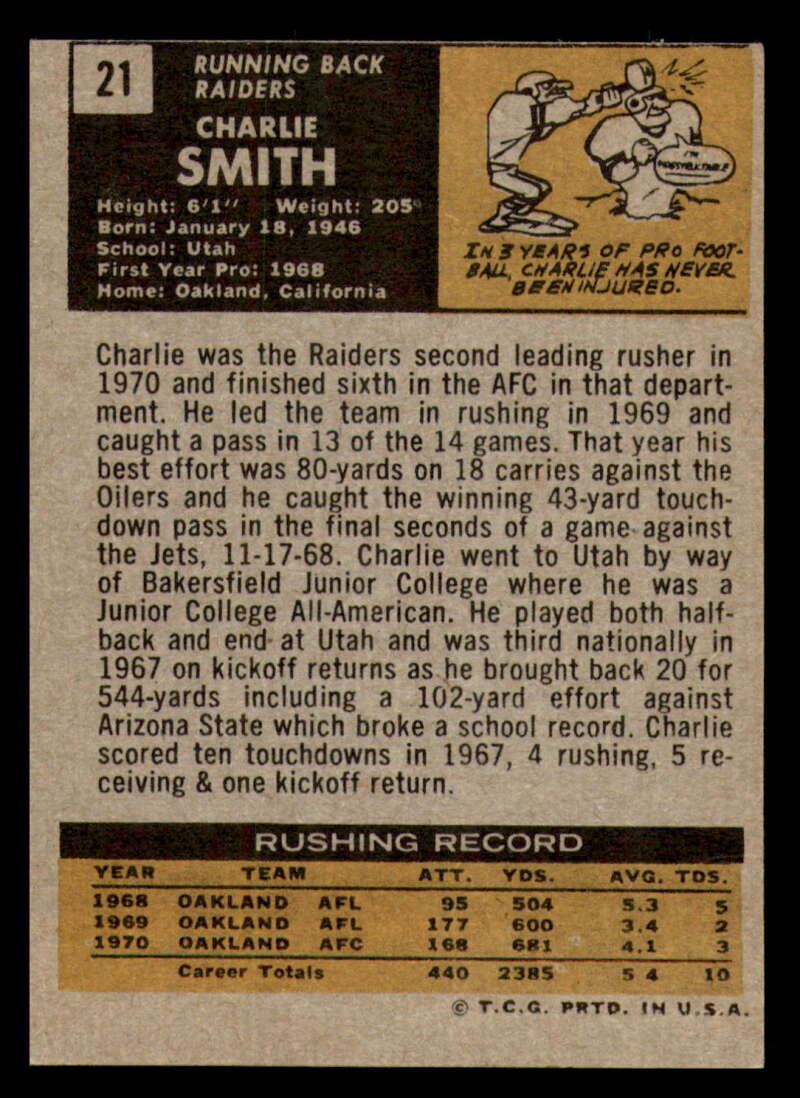 21
RUNNING BACK
RAIDERS
CHARLIE
SMITH
Height: 6'1" Weight: 205
Born: January 18, 1946
School: Utah
First Year Pro: 1968
Home: Oakland, California
I'M
INDESTRUCTABLE
IN 3 YEARS OF PRO FOOT-
BALL, CHARLIE HAS NEVER
BEEN INJURED.
Charlie was the Raiders second leading rusher in
1970 and finished sixth in the AFC in that depart-
ment. He led the team in rushing in 1969 and
caught a pass in 13 of the 14 games. That year his
best effort was 80-yards on 18 carries against the
Oilers and he caught the winning 43-yard touch-
down pass in the final seconds of a game against
the Jets, 11-17-68. Charlie went to Utah by way
of Bakersfield Junior College where he was a
Junior College All-American. He played both half-
back and end at Utah and was third nationally in
1967 on kickoff returns as he brought back 20 for
544-yards including a 102-yard effort against
Arizona State which broke a school record. Charlie
scored ten touchdowns in 1967, 4 rushing, 5 re-
ceiving & one kickoff return.
RUSHING RECORD
YEAR TEAM ATT. YDS. AVG. TDS.
1968 OAKLAND AFL 95 504 5.3 5
1969 OAKLAND AFL 177 600 3.4 2
1970 OAKLAND AFC 168 681 4.1 3
Career Totals 440 2385 5 4 10
© T.C.G. PRTD. IN U.S.A.